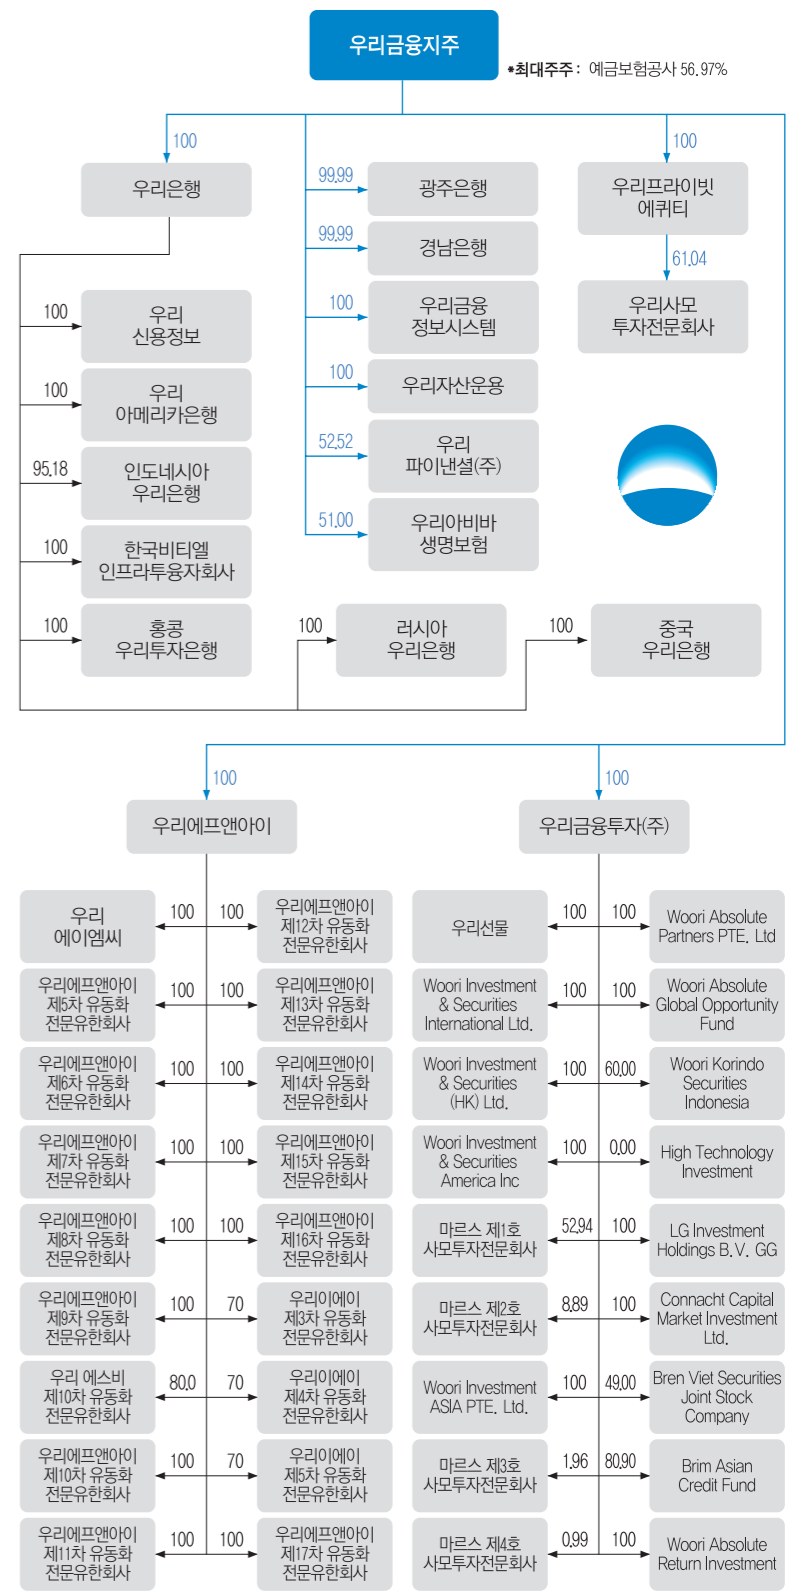 우리금융지주
*최대주주 : 예금보험공사 56.97%
100
우리은행
99.99
광주은행
100
우리프라이빗
에퀴티
99.99
경남은행
61.04
100
우리
신용정보
100
우리금융
정보시스템
우리사모
투자전문회사
100
우리
아메리카은행
100
우리자산운용
95.18
인도네시아
우리은행
52.52
우리
파이낸셜(주)
100
한국비티엘
인프라투융자회사
51.00
우리아비바
생명보험
100
홍콩
우리투자은행
100
러시아
우리은행
100
중국
우리은행
100
우리에프앤아이
100
우리금융투자(주)
우리
에이엠씨
100
100
우리에프앤아이
제12차 유동화
전문유한회사
우리에프앤아이
제5차 유동화
전문유한회사
100
100
우리에프앤아이
제13차 유동화
전문유한회사
우리에프앤아이
제6차 유동화
전문유한회사
100
100
우리에프앤아이
제14차 유동화
전문유한회사
우리에프앤아이
제7차 유동화
전문유한회사
100
100
우리에프앤아이
제15차 유동화
전문유한회사
우리에프앤아이
제8차 유동화
전문유한회사
100
100
우리에프앤아이
제16차 유동화
전문유한회사
우리에프앤아이
제9차 유동화
전문유한회사
100
70
우리이에이
제3차 유동화
전문유한회사
우리 에스비
제10차 유동화
전문유한회사
80.0
70
우리이에이
제4차 유동화
전문유한회사
우리에프앤아이
제10차 유동화
전문유한회사
100
70
우리이에이
제5차 유동화
전문유한회사
우리에프앤아이
제11차 유동화
전문유한회사
100
100
우리에프앤아이
제17차 유동화
전문유한회사
우리선물
100
100
Woori Absolute
Partners PTE. Ltd
Woori Investment
& Securities
International Ltd.
100
100
Woori Absolute
Global Opportunity
Fund
Woori Investment
& Securities
(HK) Ltd.
100
60.00
Woori Korindo
Securities
Indonesia
Woori Investment
& Securities
America Inc
100
0.00
High Technology
Investment
마르스 제1호
사모투자전문회사
52.94
100
LG Investment
Holdings B.V. GG
마르스 제2호
사모투자전문회사
8.89
100
Connacht Capital
Market Investment
Ltd.
Woori Investment
ASIA PTE. Ltd.
100
49.00
Bren Viet Securities
Joint Stock
Company
마르스 제3호
사모투자전문회사
1.96
80.90
Brim Asian
Credit Fund
마르스 제4호
사모투자전문회사
0.99
100
Woori Absolute
Return Investment